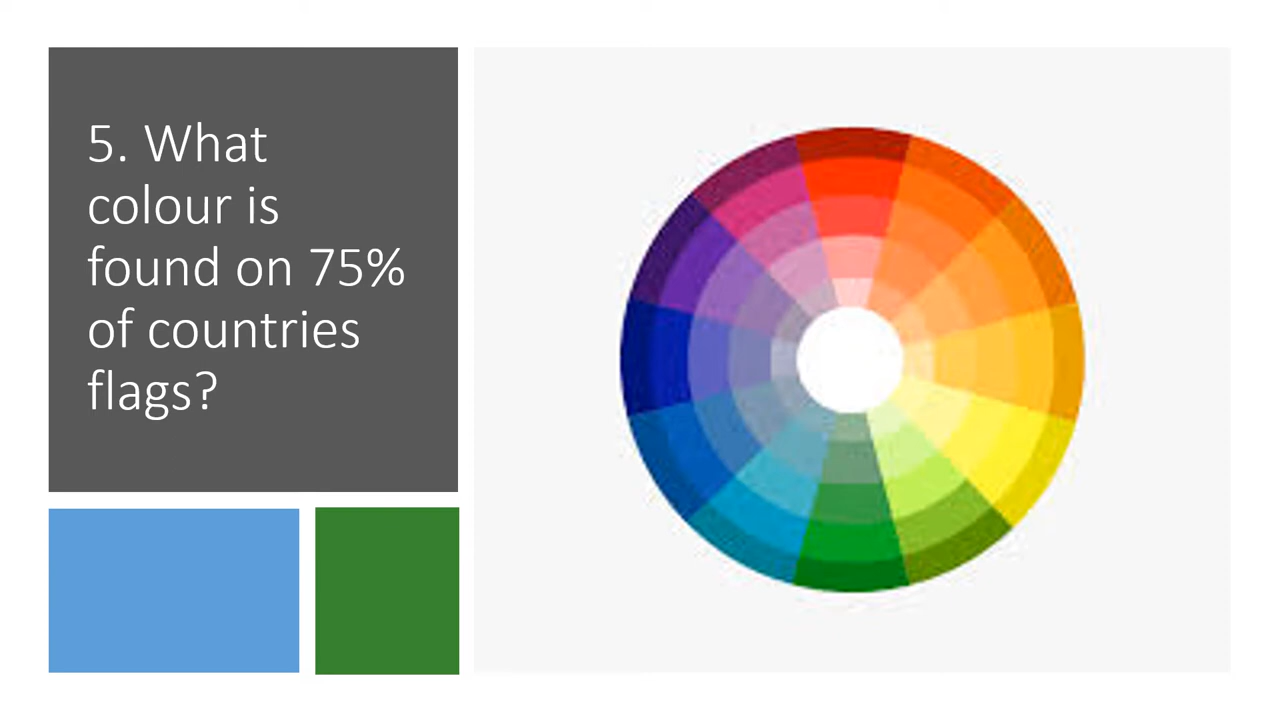 5. What
colour is
found on 75%
of countries
flags?